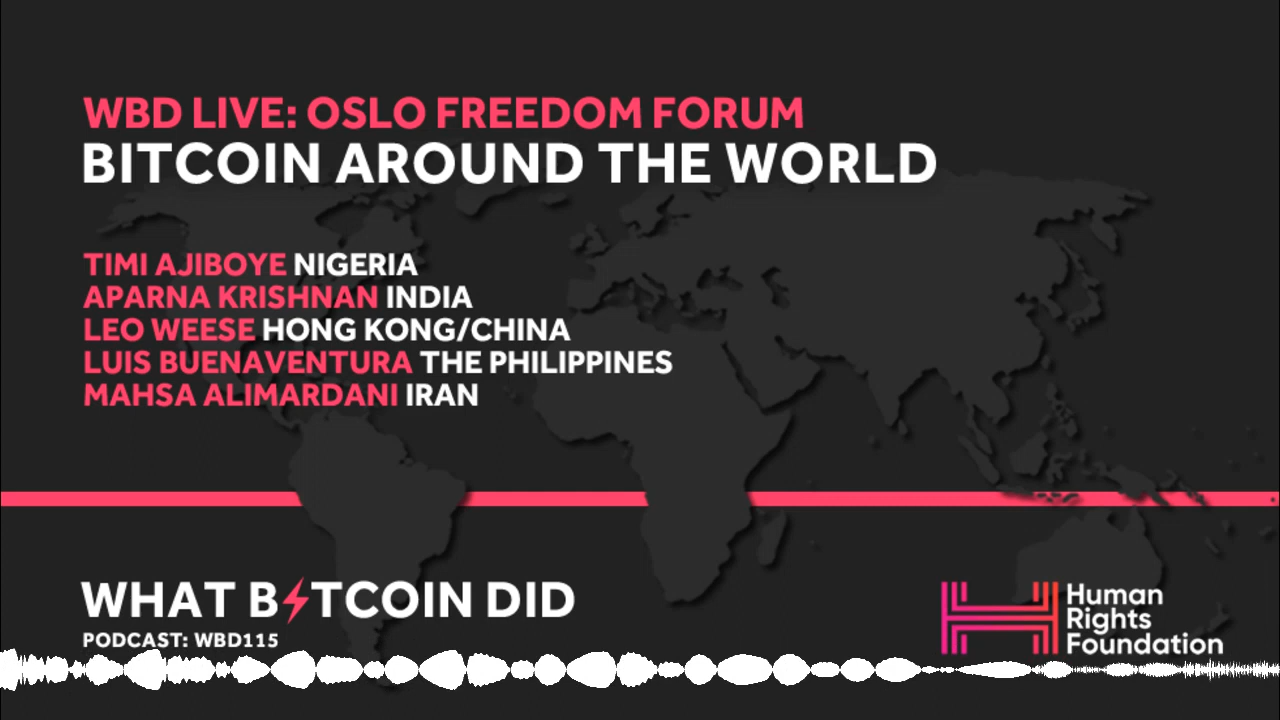 WBD LIVE: OSLO FREEDOM FORUM
BITCOIN AROUND THE WORLD
TIMI AJIBOYE NIGERIA
APARNA KRISHNAN INDIA
LEO WEESE HONG KONG/CHINA
LUIS BUENAVENTURA THE PHILIPPINES
MAHSA ALIMARDANI IRAN
WHAT B⚡TCOIN DID
PODCAST: WBD115
Human
Rights
Foundation